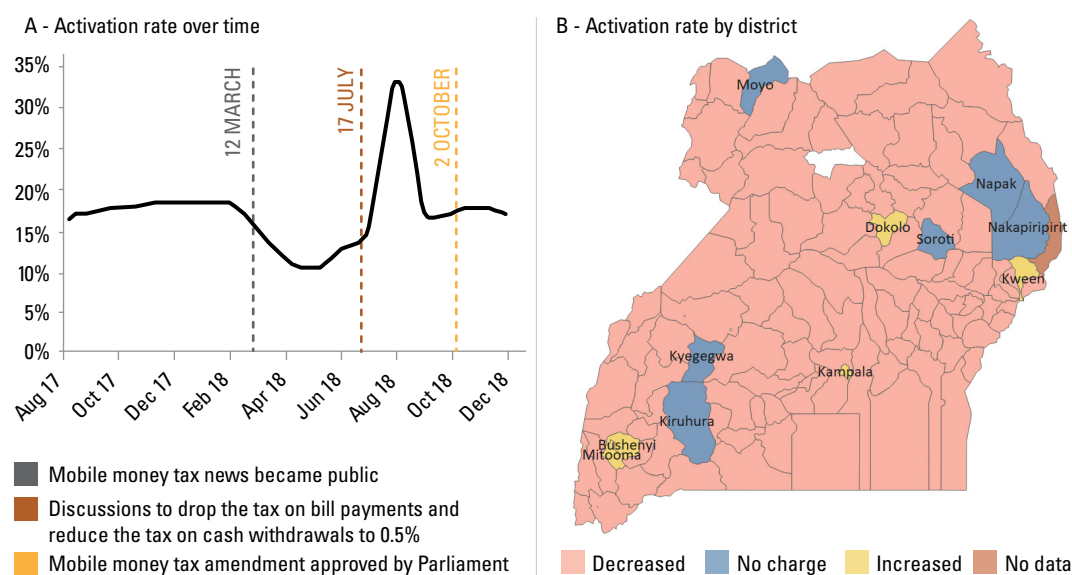 A - Activation rate over time
35%
30%
25%
20%
15%
10%
5%
0%
12 MARCH
17 JULY
2 OCTOBER
Aug 17
Oct 17
Dec 17
Feb 18
Apr 18
Jun 18
Aug 18
Oct 18
Dec 18
Mobile money tax news became public
Discussions to drop the tax on bill payments and
reduce the tax on cash withdrawals to 0.5%
Mobile money tax amendment approved by Parliament
B - Activation rate by district
Moyo
Napak
Dokolo
Soroti
Nakapiripirit
Kween
Kyegegwa
Kampala
Kiruhura
Bushenyi
Mitooma
Decreased
No charge
Increased
No data